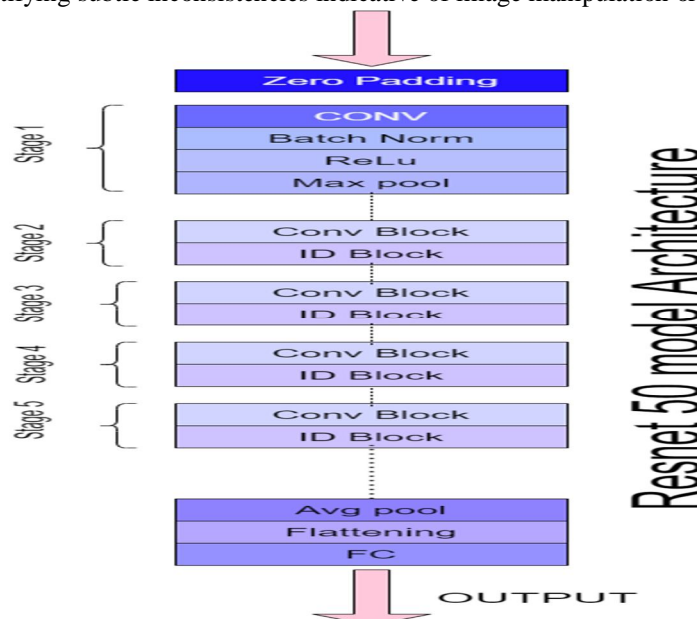 Zero Padding
Stage 1
CONV
Batch Norm
ReLu
Max pool
Stage 2
Conv Block
ID Block
Stage 3
Conv Block
ID Block
Stage 4
Conv Block
ID Block
Stage 5
Conv Block
ID Block
Avg pool
Flattening
FC
OUTPUT
Resnet 50 model Architecture